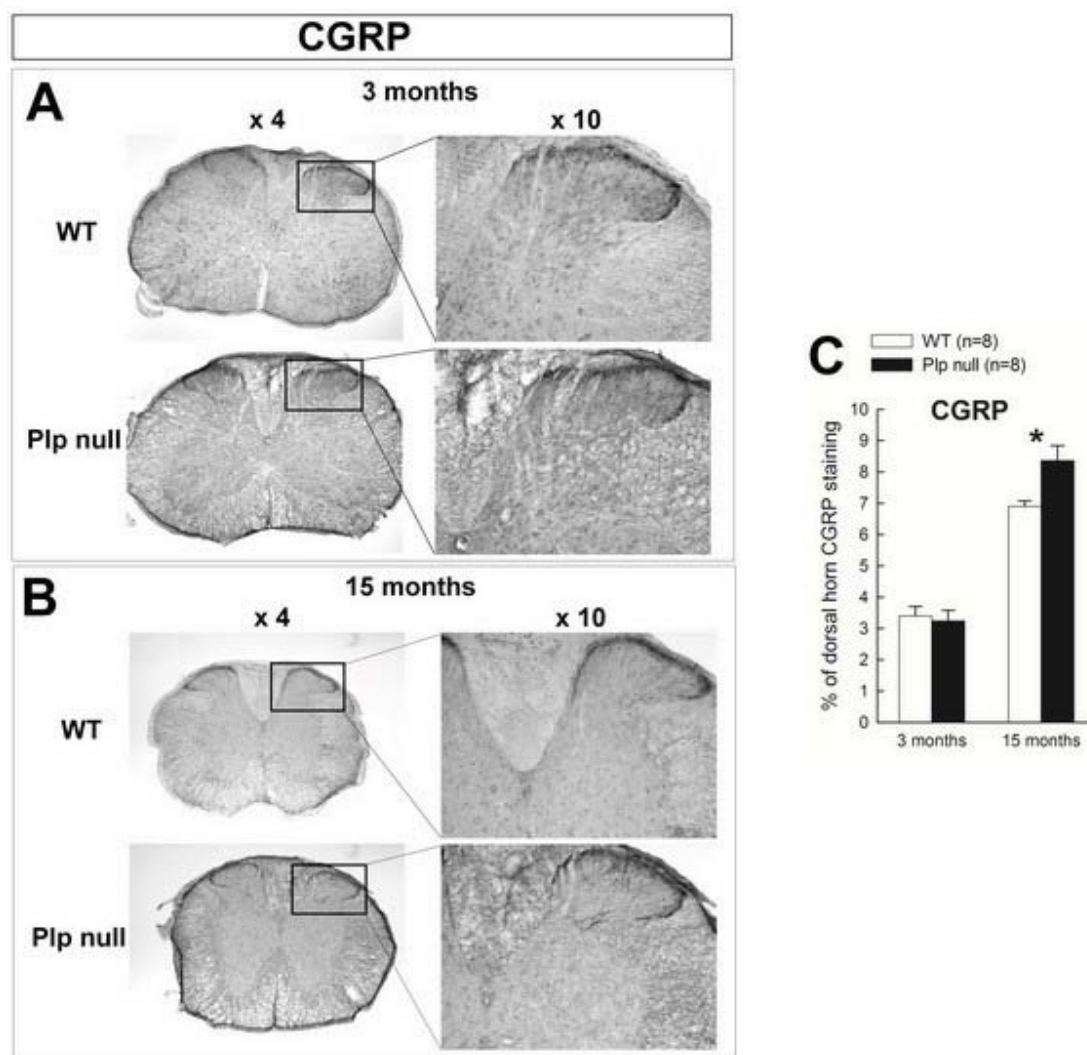 CGRP
A
3 months
x 4
x 10
WT
Plp null
B
15 months
x 4
x 10
WT
Plp null
C
WT (n=8)
Plp null (n=8)
CGRP
% of dorsal horn CGRP staining
10
9
8
7
6
5
4
3
2
1
0
*
3 months
15 months